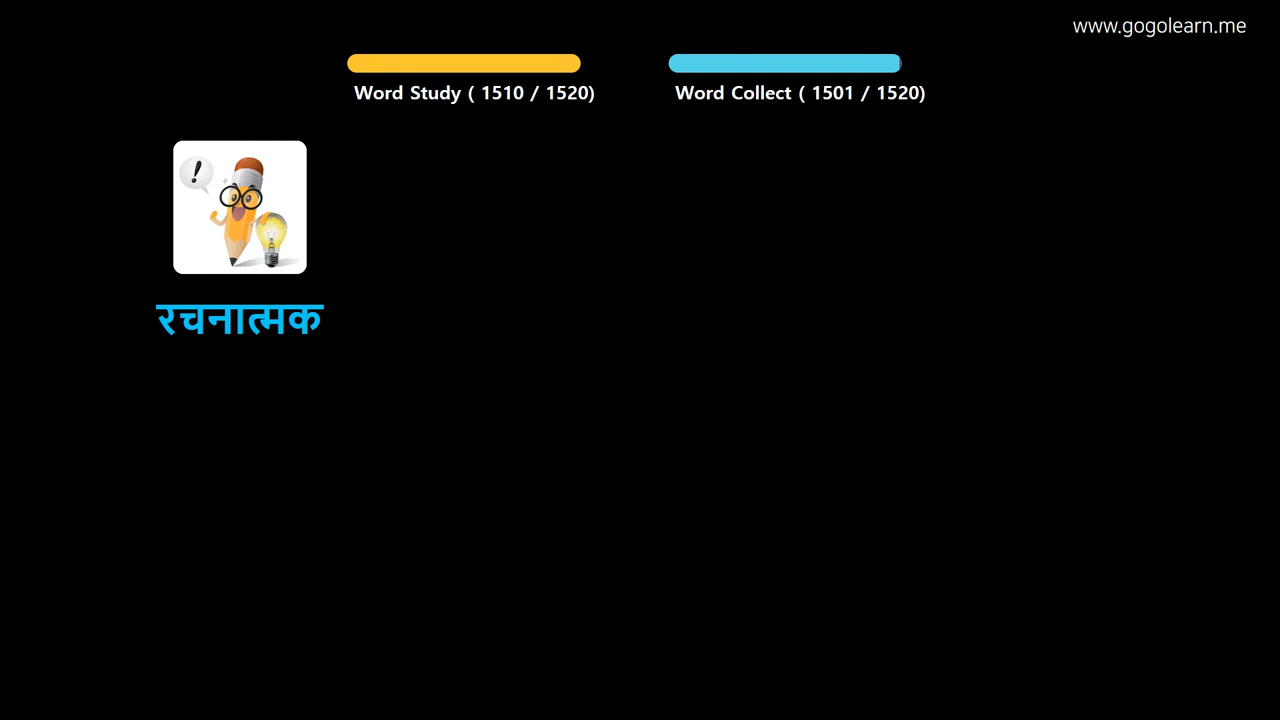 www.gogolearn.me
Word Study ( 1510 / 1520)
Word Collect ( 1501 / 1520)
!
रचनात्मक